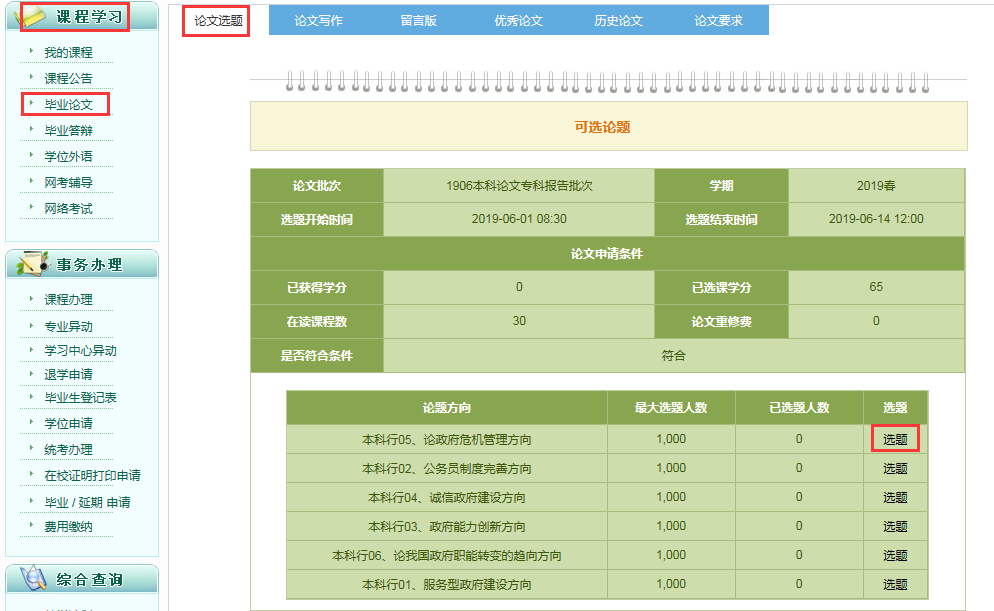 课程学习
我的课程
课程公告
毕业论文
毕业答辩
学位外语
网考辅导
网络考试
事务办理
课程办理
专业异动
学习中心异动
退学申请
毕业生登记表
学位申请
统考办理
在校证明打印申请
毕业 / 延期 申请
费用缴纳
综合查询
论文选题 论文写作 留言版 优秀论文 历史论文 论文要求
可选论题
论文批次 1906本科论文专科报告批次 学期 2019春
选题开始时间 2019-06-01 08:30 选题结束时间 2019-06-14 12:00
论文申请条件
已获得学分 0 已选课学分 65
在读课程数 30 论文重修费 0
是否符合条件 符合
论题方向 最大选题人数 已选题人数 选题
本科行05、论政府危机管理方向 1,000 0 选题
本科行02、公务员制度完善方向 1,000 0 选题
本科行04、诚信政府建设方向 1,000 0 选题
本科行03、政府能力创新方向 1,000 0 选题
本科行06、论我国政府职能转变的趋向方向 1,000 0 选题
本科行01、服务型政府建设方向 1,000 0 选题